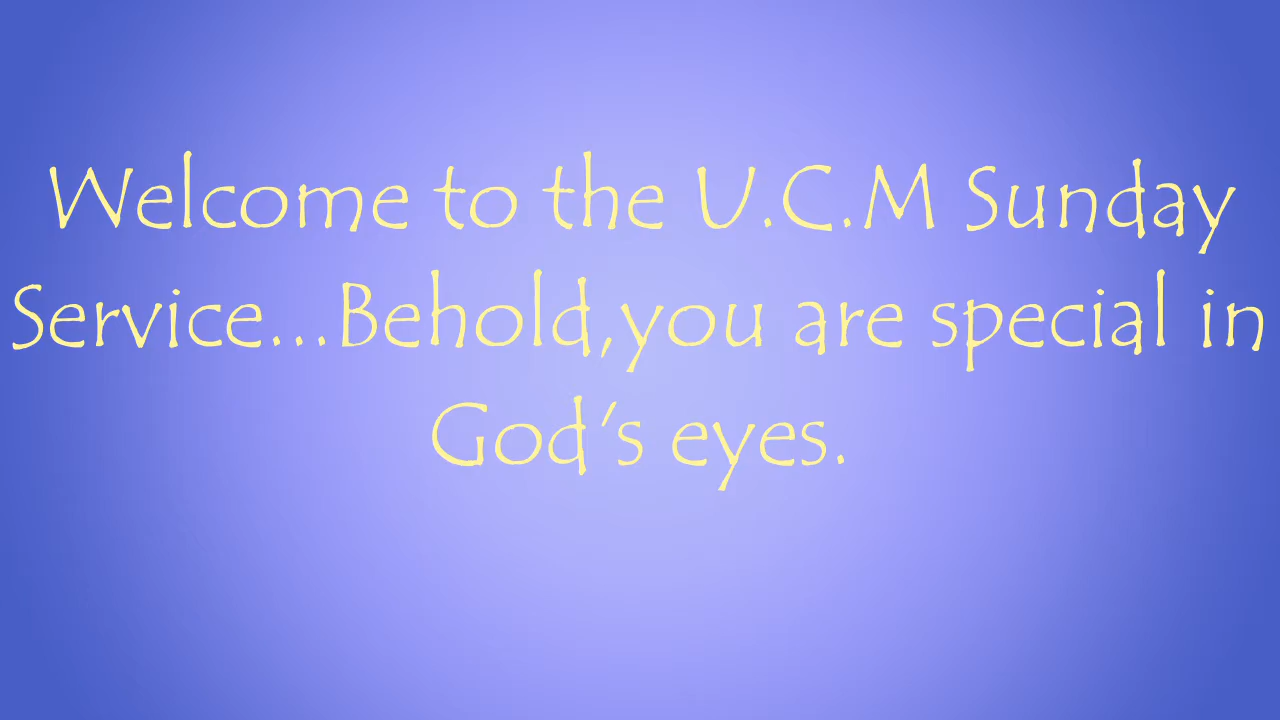 Welcome to the U.C.M Sunday
Service...Behold,you are special in
God's eyes.